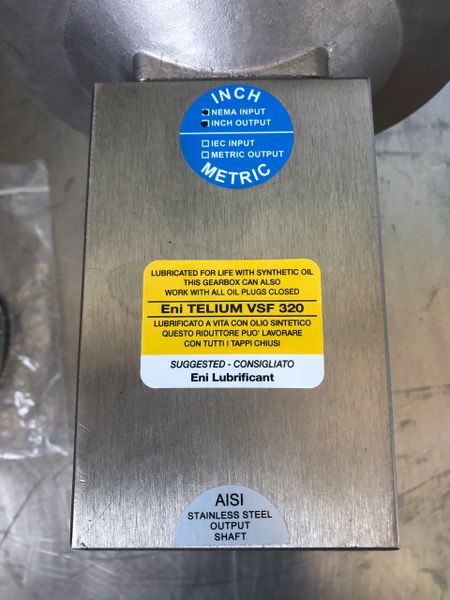 INCH
NEMA INPUT
INCH OUTPUT
IEC INPUT
METRIC OUTPUT
METRIC
LUBRICATED FOR LIFE WITH SYNTHETIC OIL
THIS GEARBOX CAN ALSO
WORK WITH ALL OIL PLUGS CLOSED
Eni TELIUM VSF 320
LUBRIFICATO A VITA CON OLIO SINTETICO
QUESTO RIDUTTORE PUO' LAVORARE
CON TUTTI I TAPPI CHIUSI
SUGGESTED - CONSIGLIATO
Eni Lubrificant
AISI
STAINLESS STEEL
OUTPUT
SHAFT